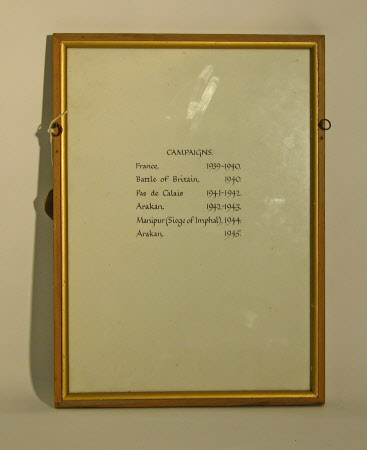 CAMPAIGNS.
France, 1939-1940.
Battle of Britain, 1940.
Pas de Calais 1941-1942.
Arakan, 1942-1943.
Manipur (Siege of Imphal), 1944.
Arakan, 1945.